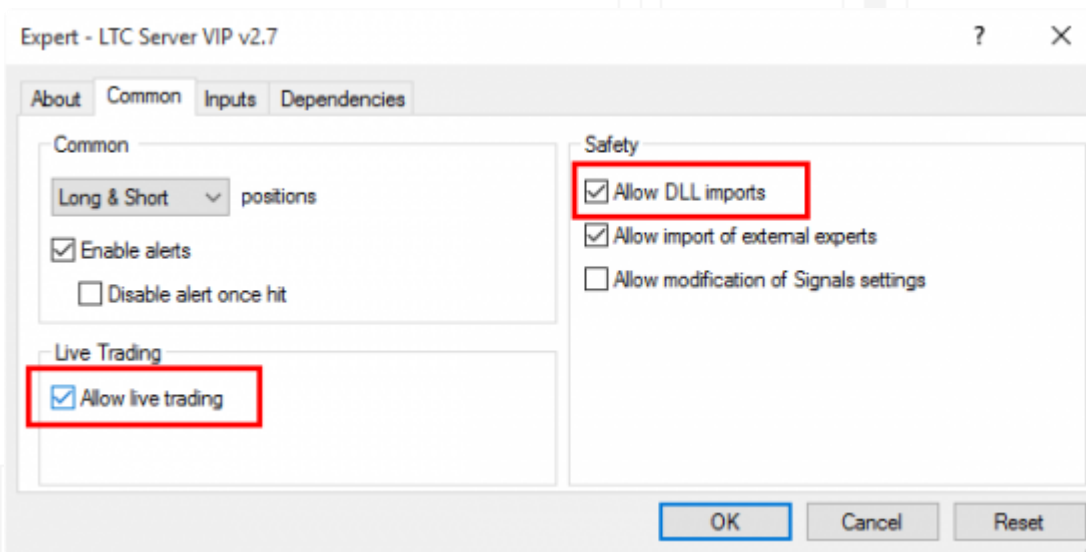 Expert - LTC Server VIP v2.7
?
About Common Inputs Dependencies
Common
Long & Short positions
Enable alerts
Disable alert once hit
Live Trading
Allow live trading
Safety
Allow DLL imports
Allow import of external experts
Allow modification of Signals settings
OK Cancel Reset